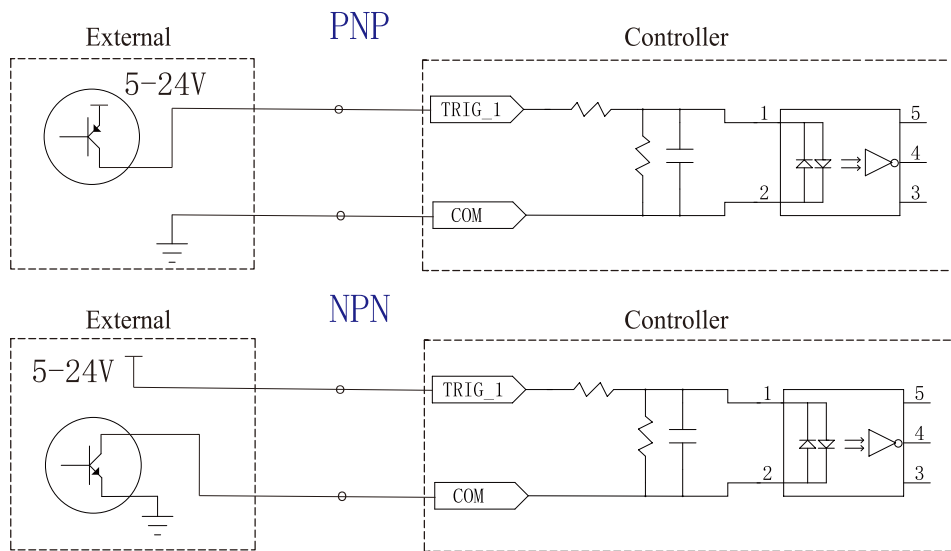 PNP
External
Controller
5-24V
TRIG_1
1
5
4
2
3
COM
NPN
External
Controller
5-24V
TRIG_1
1
5
4
2
3
COM